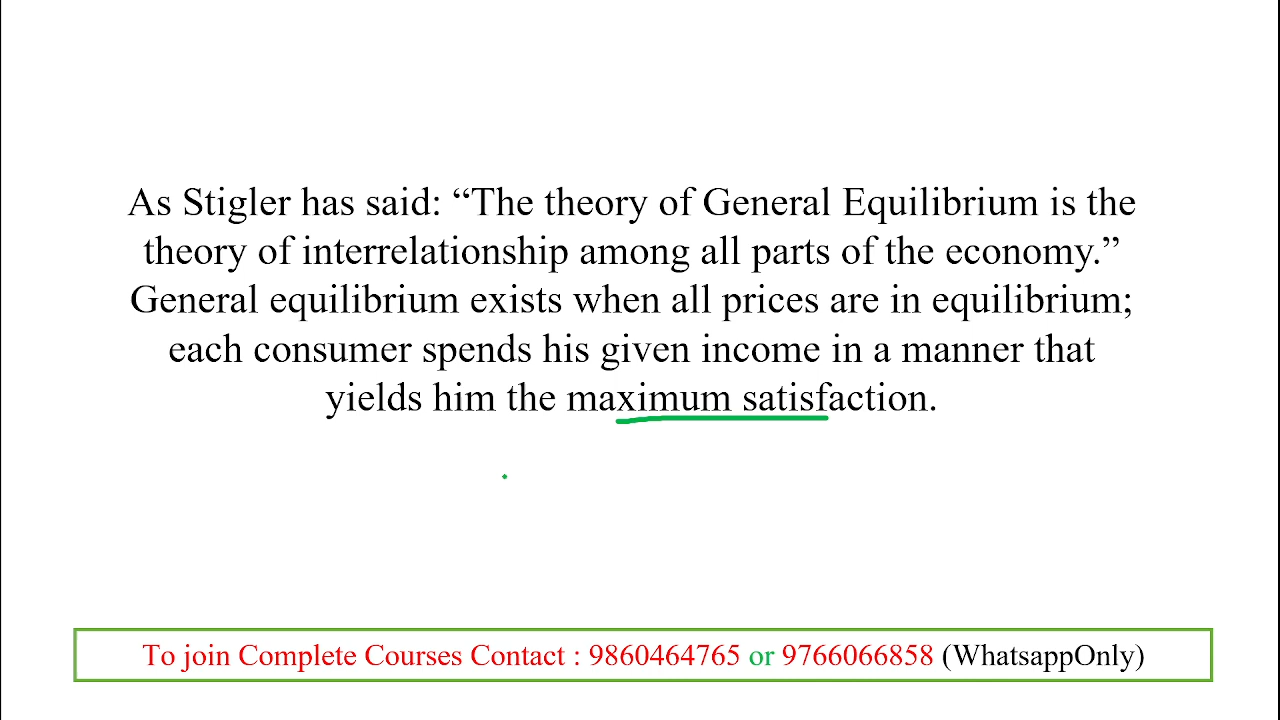 As Stigler has said: “The theory of General Equilibrium is the
theory of interrelationship among all parts of the economy.”
General equilibrium exists when all prices are in equilibrium;
each consumer spends his given income in a manner that
yields him the maximum satisfaction.
To join Complete Courses Contact : 9860464765 or 9766066858 (WhatsappOnly)